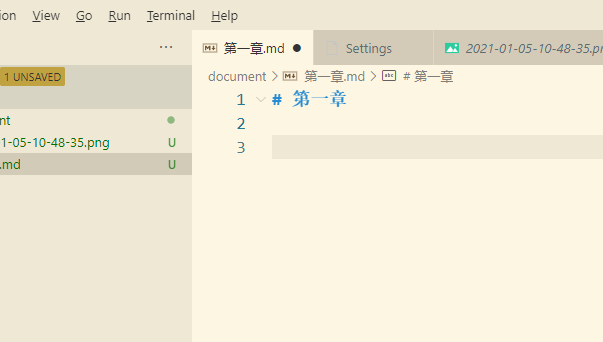 ion View Go Run Terminal Help
第一章.md Settings 2021-01-05-10-48-35.pn
1 UNSAVED
document > 第一章.md > # 第一章
1 # 第一章
nt
2
1-05-10-48-35.png U
3
.md U